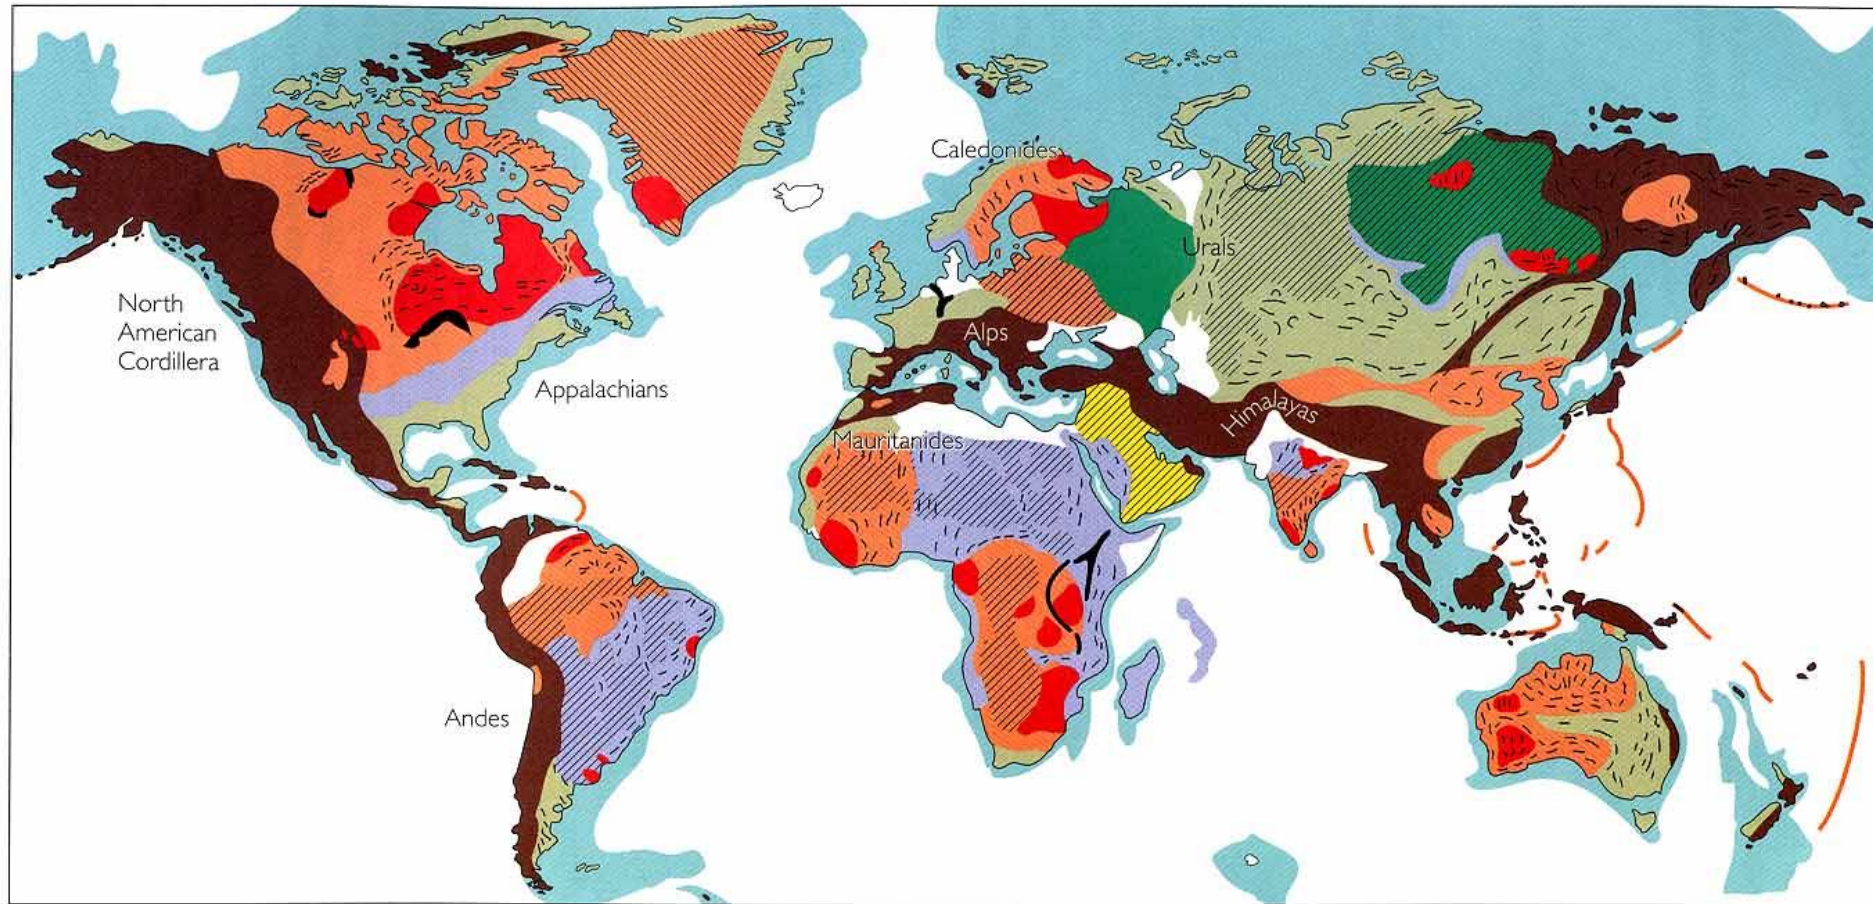 Caledonides
Urals
North
American
Cordillera
Alps
Appalachians
Himalayas
Mauritanides
Andes